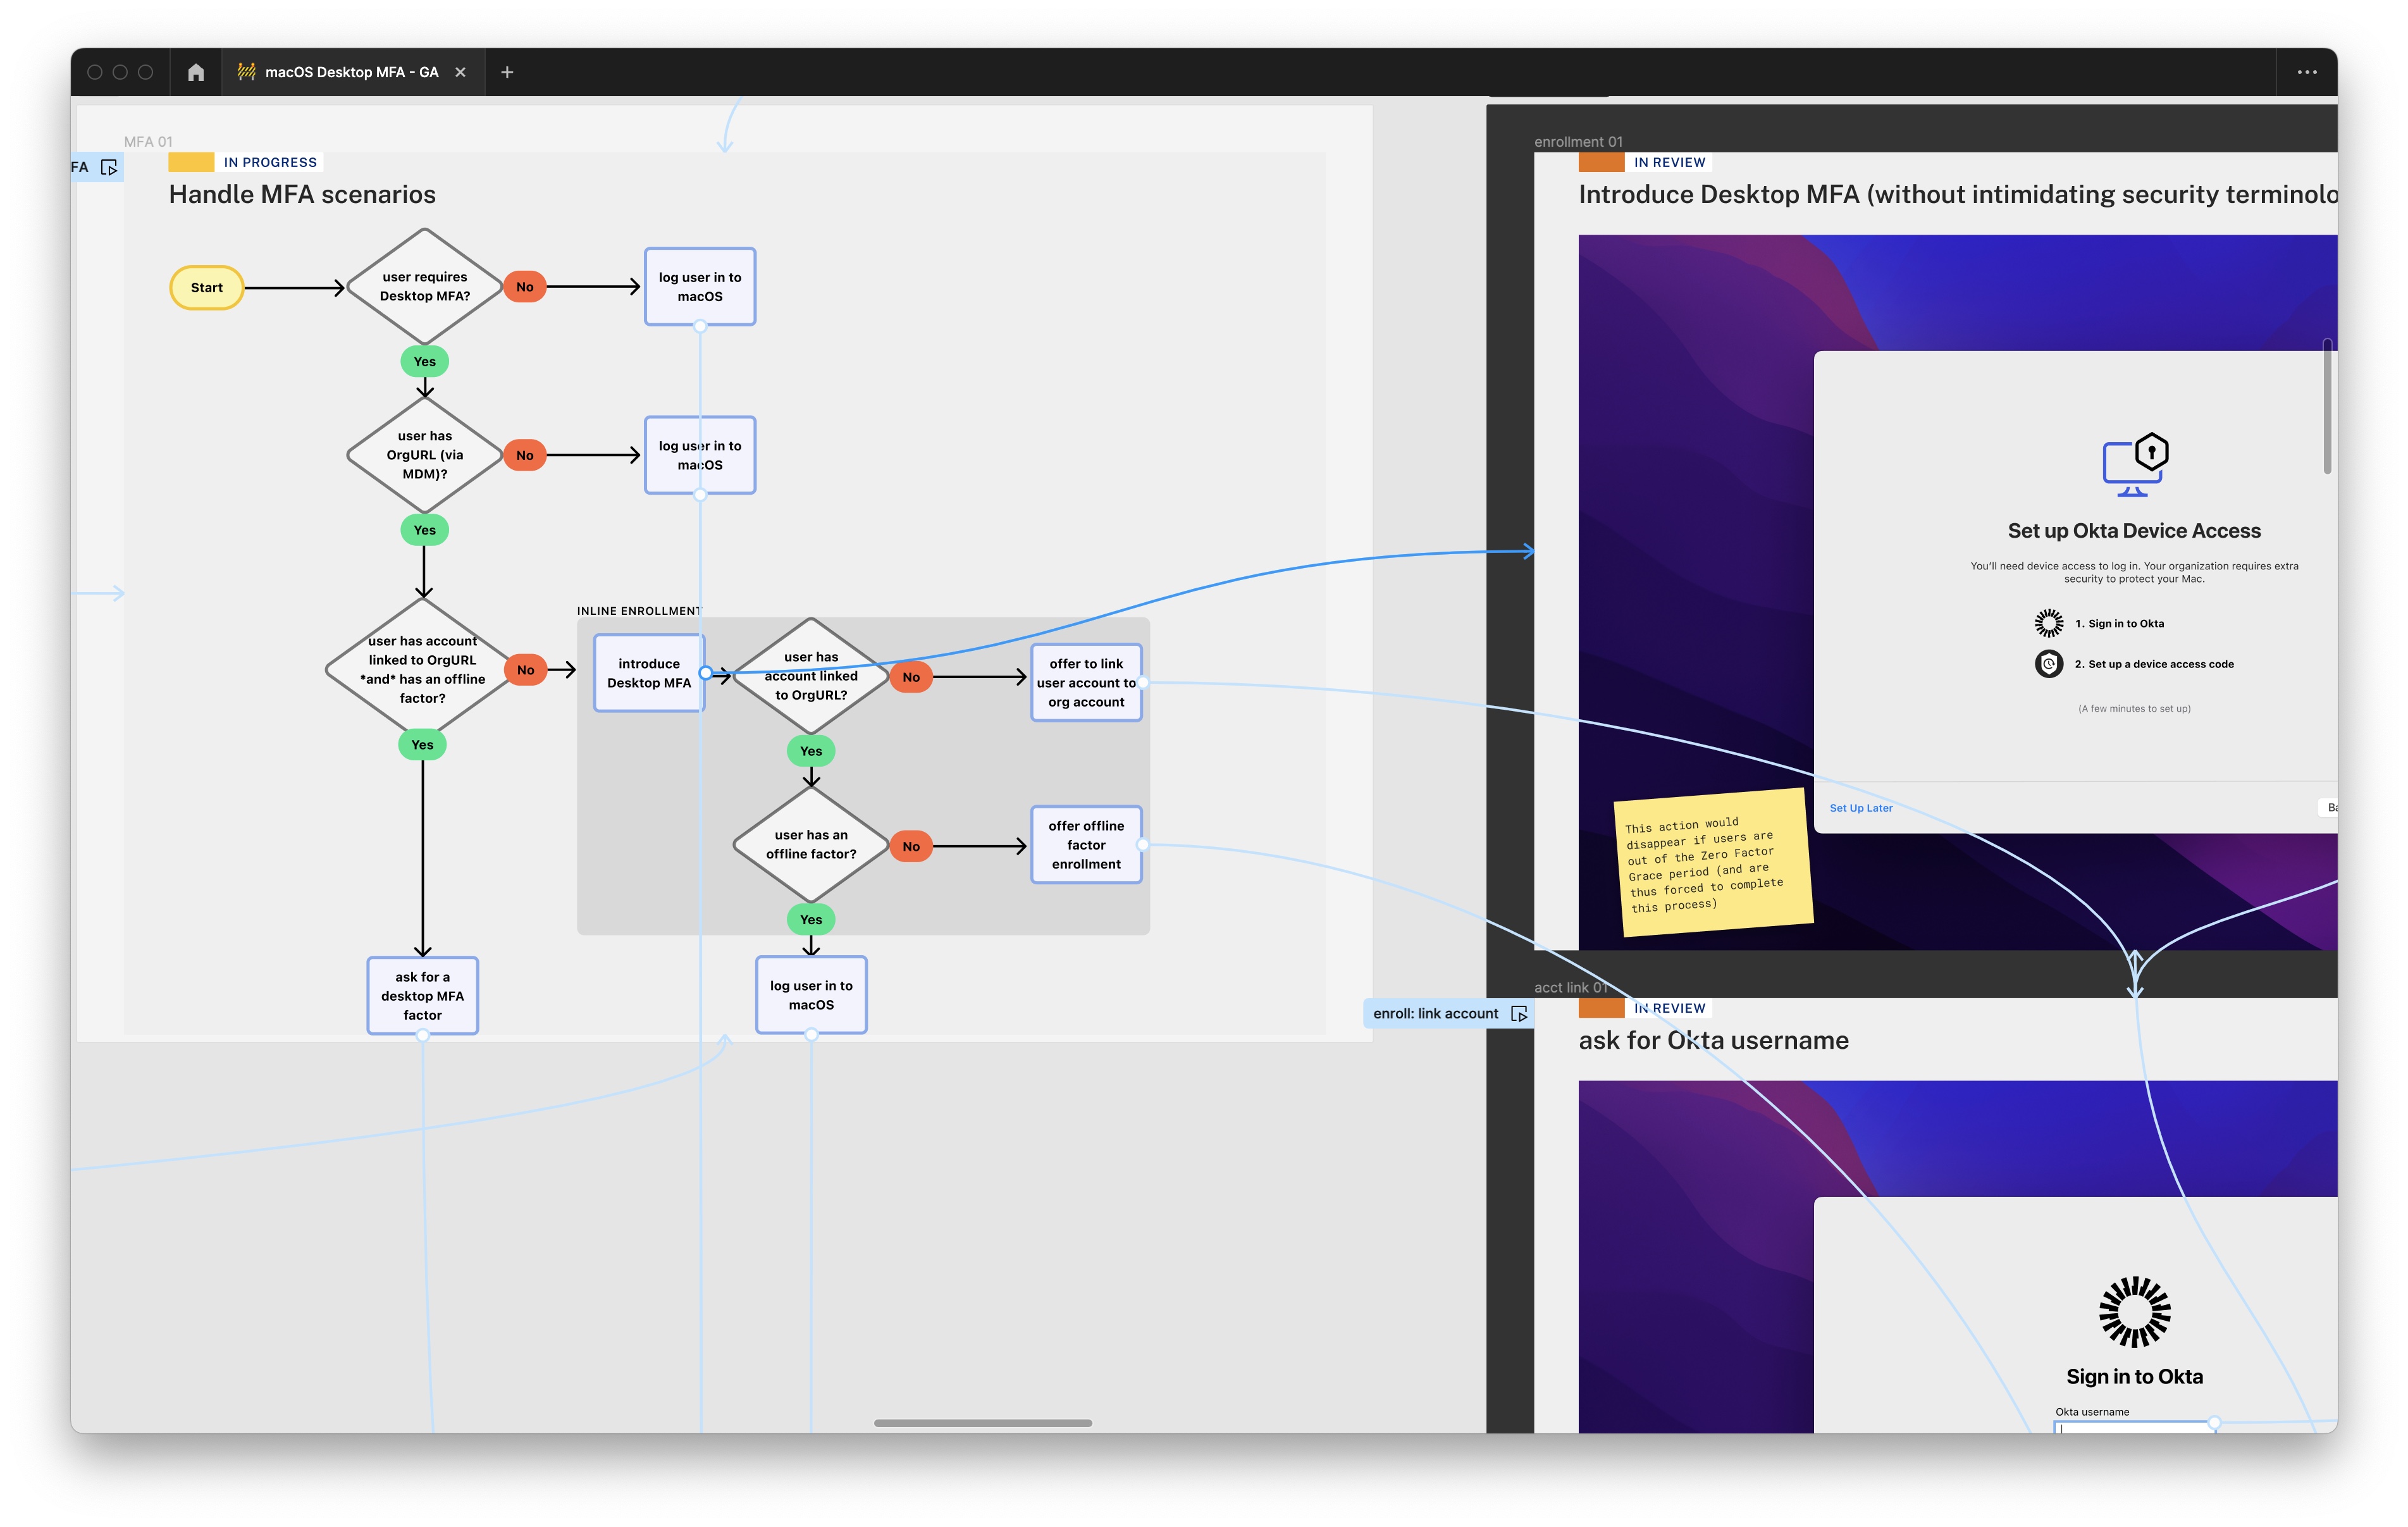 macOS Desktop MFA - GA
MFA 01
FA
IN PROGRESS
Handle MFA scenarios
Start
user requires
Desktop MFA?
No
log user in to
macOS
Yes
user has
OrgURL (via
MDM)?
No
log user in to
macOS
Yes
user has account
linked to OrgURL
*and* has an offline
factor?
No
Yes
ask for a
desktop MFA
factor
INLINE ENROLLMENT
introduce
Desktop MFA
user has
account linked
to OrgURL?
No
offer to link
user account to
org account
Yes
user has an
offline factor?
No
offer offline
factor
enrollment
Yes
log user in to
macOS
enrollment 01
IN REVIEW
Introduce Desktop MFA (without intimidating security terminolo
Set up Okta Device Access
You’ll need device access to log in. Your organization requires extra
security to protect your Mac.
1. Sign in to Okta
2. Set up a device access code
(A few minutes to set up)
Set Up Later
Ba
This action would
disappear if users are
out of the Zero Factor
Grace period (and are
thus forced to complete
this process)
acct link 01
enroll: link account
IN REVIEW
ask for Okta username
Sign in to Okta
Okta username